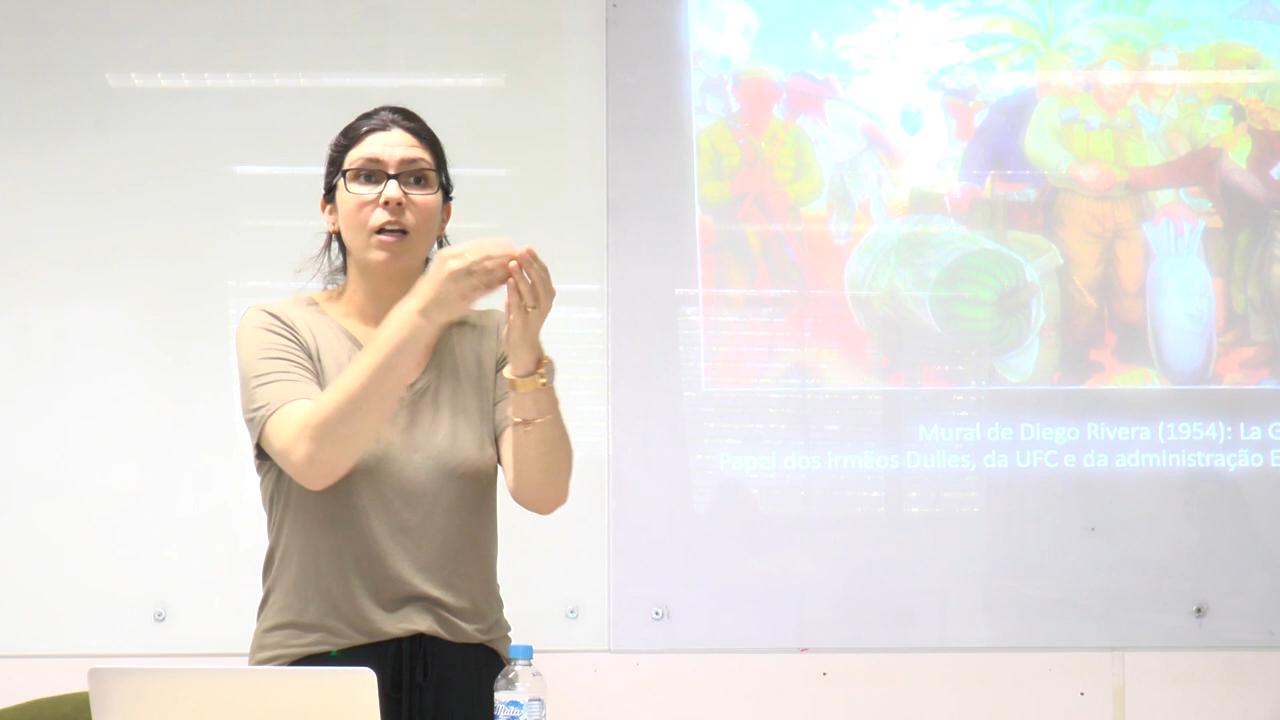 Mural de Diego Rivera (1954): La G
Papel dos irmãos Dulles, da UFC e da administração E